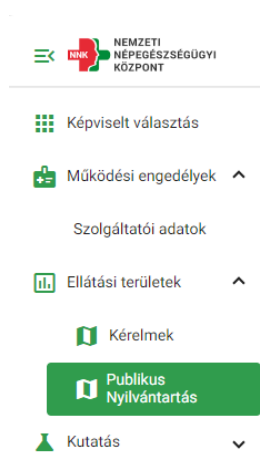 NNK
NEMZETI
NÉPEGÉSZSÉGÜGYI
KÖZPONT
Képviselt választás
Működési engedélyek
Szolgáltatói adatok
Ellátási területek
Kérelmek
Publikus
Nyilvántartás
Kutatás